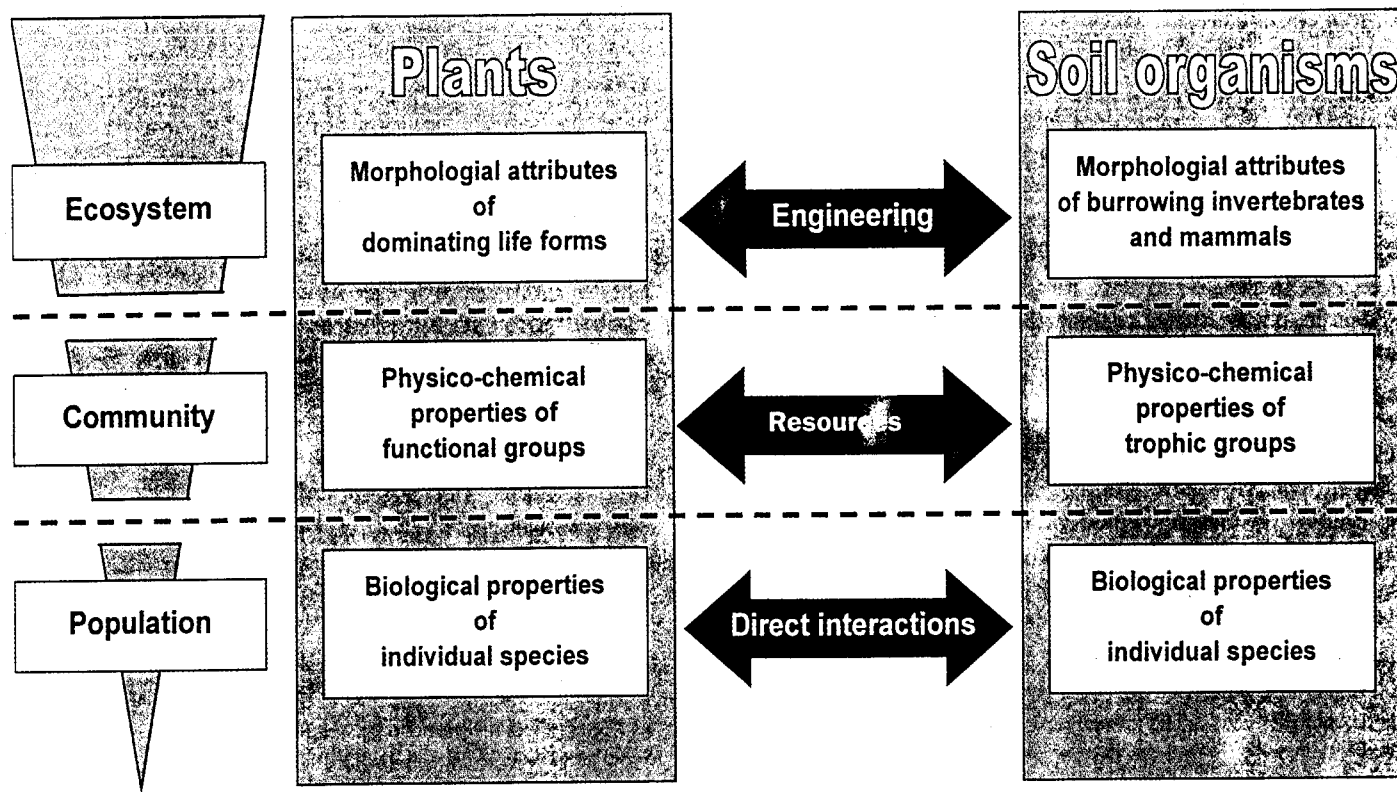 Plants
Soil organisms
Ecosystem
Morphologial attributes
of
dominating life forms
Engineering
Morphologial attributes
of burrowing invertebrates
and mammals
Community
Physico-chemical
properties of
functional groups
Resources
Physico-chemical
properties of
trophic groups
Population
Biological properties
of
individual species
Direct interactions
Biological properties
of
individual species